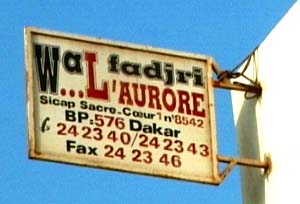 Wal fadjri
...L'AURORE
Sicap Sacré-Cœur 1 n°8542
BP:576 Dakar
24 23 40/24 23 43
Fax 24 23 46